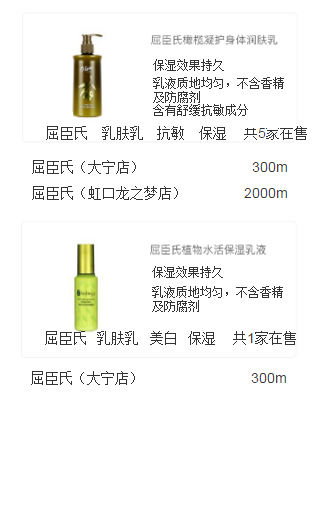 屈臣氏橄榄凝护身体润肤乳
保湿效果持久
乳液质地均匀，不含香精
及防腐剂
含有舒缓抗敏成分
屈臣氏 乳肤乳 抗敏 保湿 共5家在售
屈臣氏（大宁店） 300m
屈臣氏（虹口龙之梦店） 2000m
屈臣氏植物水活保湿乳液
保湿效果持久
乳液质地均匀，不含香精
及防腐剂
屈臣氏 乳肤乳 美白 保湿 共1家在售
屈臣氏（大宁店） 300m